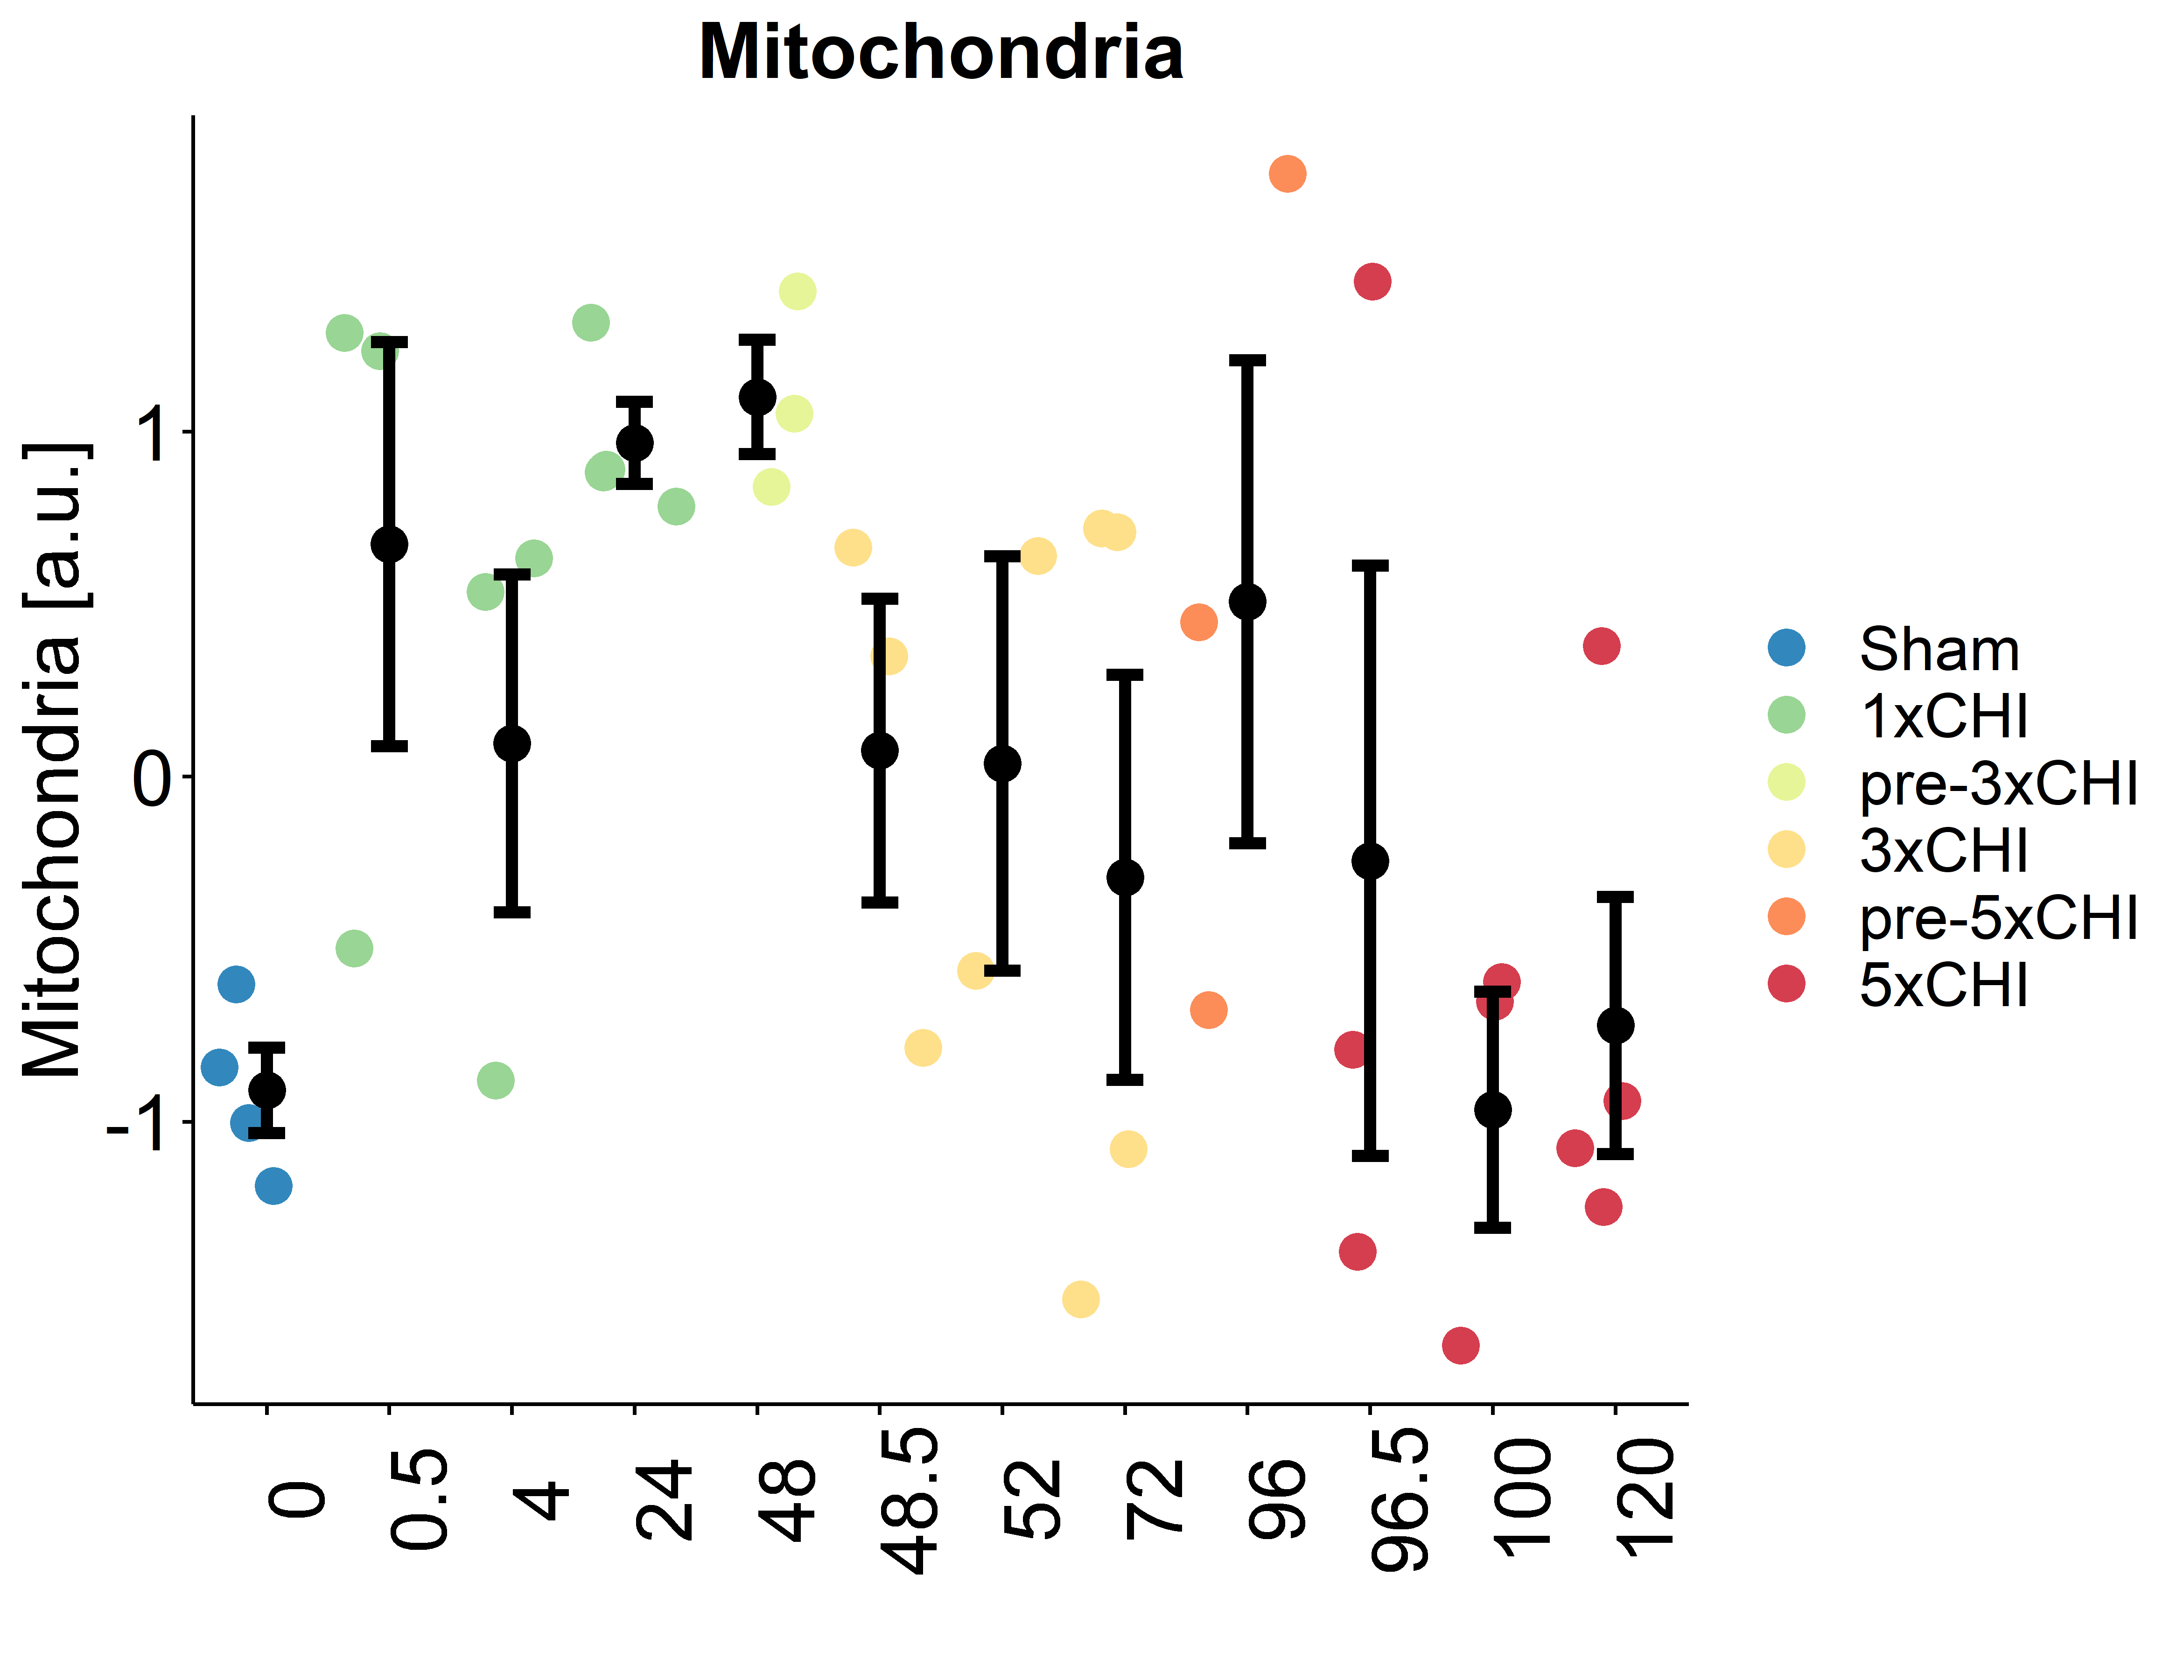 Mitochondria
Mitochondria [a.u.]
1
0
-1
0
0.5
4
24
48
48.5
52
72
96
96.5
100
120
Sham
1xCHI
pre-3xCHI
3xCHI
pre-5xCHI
5xCHI